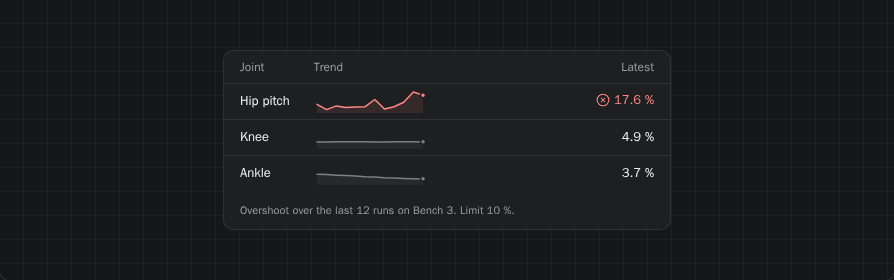 Joint Trend Latest
Hip pitch 17.6 %
Knee 4.9 %
Ankle 3.7 %
Overshoot over the last 12 runs on Bench 3. Limit 10 %.